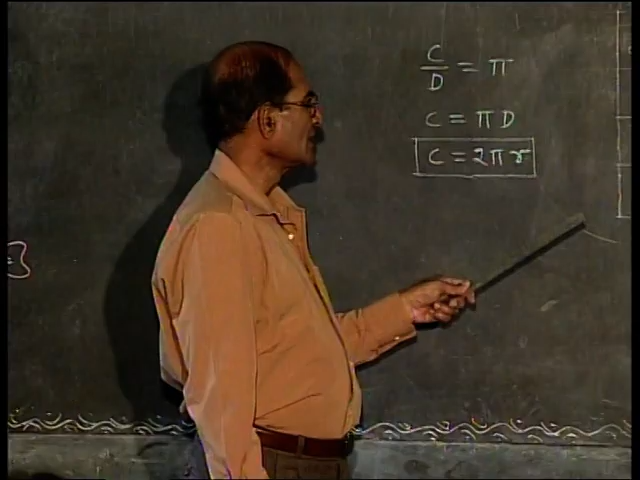 C/D = π
C = πD
C = 2πr
=